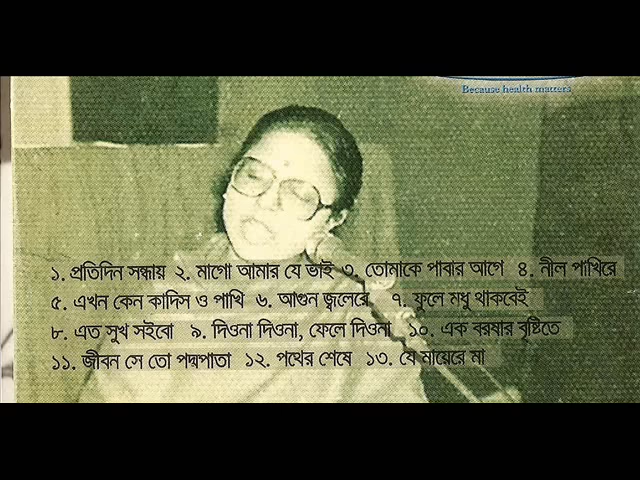 Because health matters
১. প্রতিদিন সন্ধ্যায় ২. মাগো আমার যে ভাই ৩. তোমাকে পাবার আগে ৪. নীল পাখিরে
৫. এখন কেন কাদিস ও পাখি ৬. আগুন জ্বলেরে ৭. ফুলে মধু থাকবেই
৮. এত সুখ সইবো ৯. দিওনা দিওনা, ফেলে দিওনা ১০. এক বরষার বৃষ্টিতে
১১. জীবন সে তো পদ্মপাতা ১২. পথের শেষে ১৩. যে মায়েরে মা